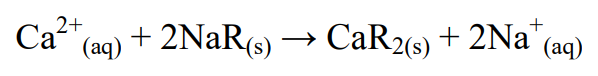 Ca²⁺(aq) + 2NaR(s) → CaR₂(s) + 2Na⁺(aq)